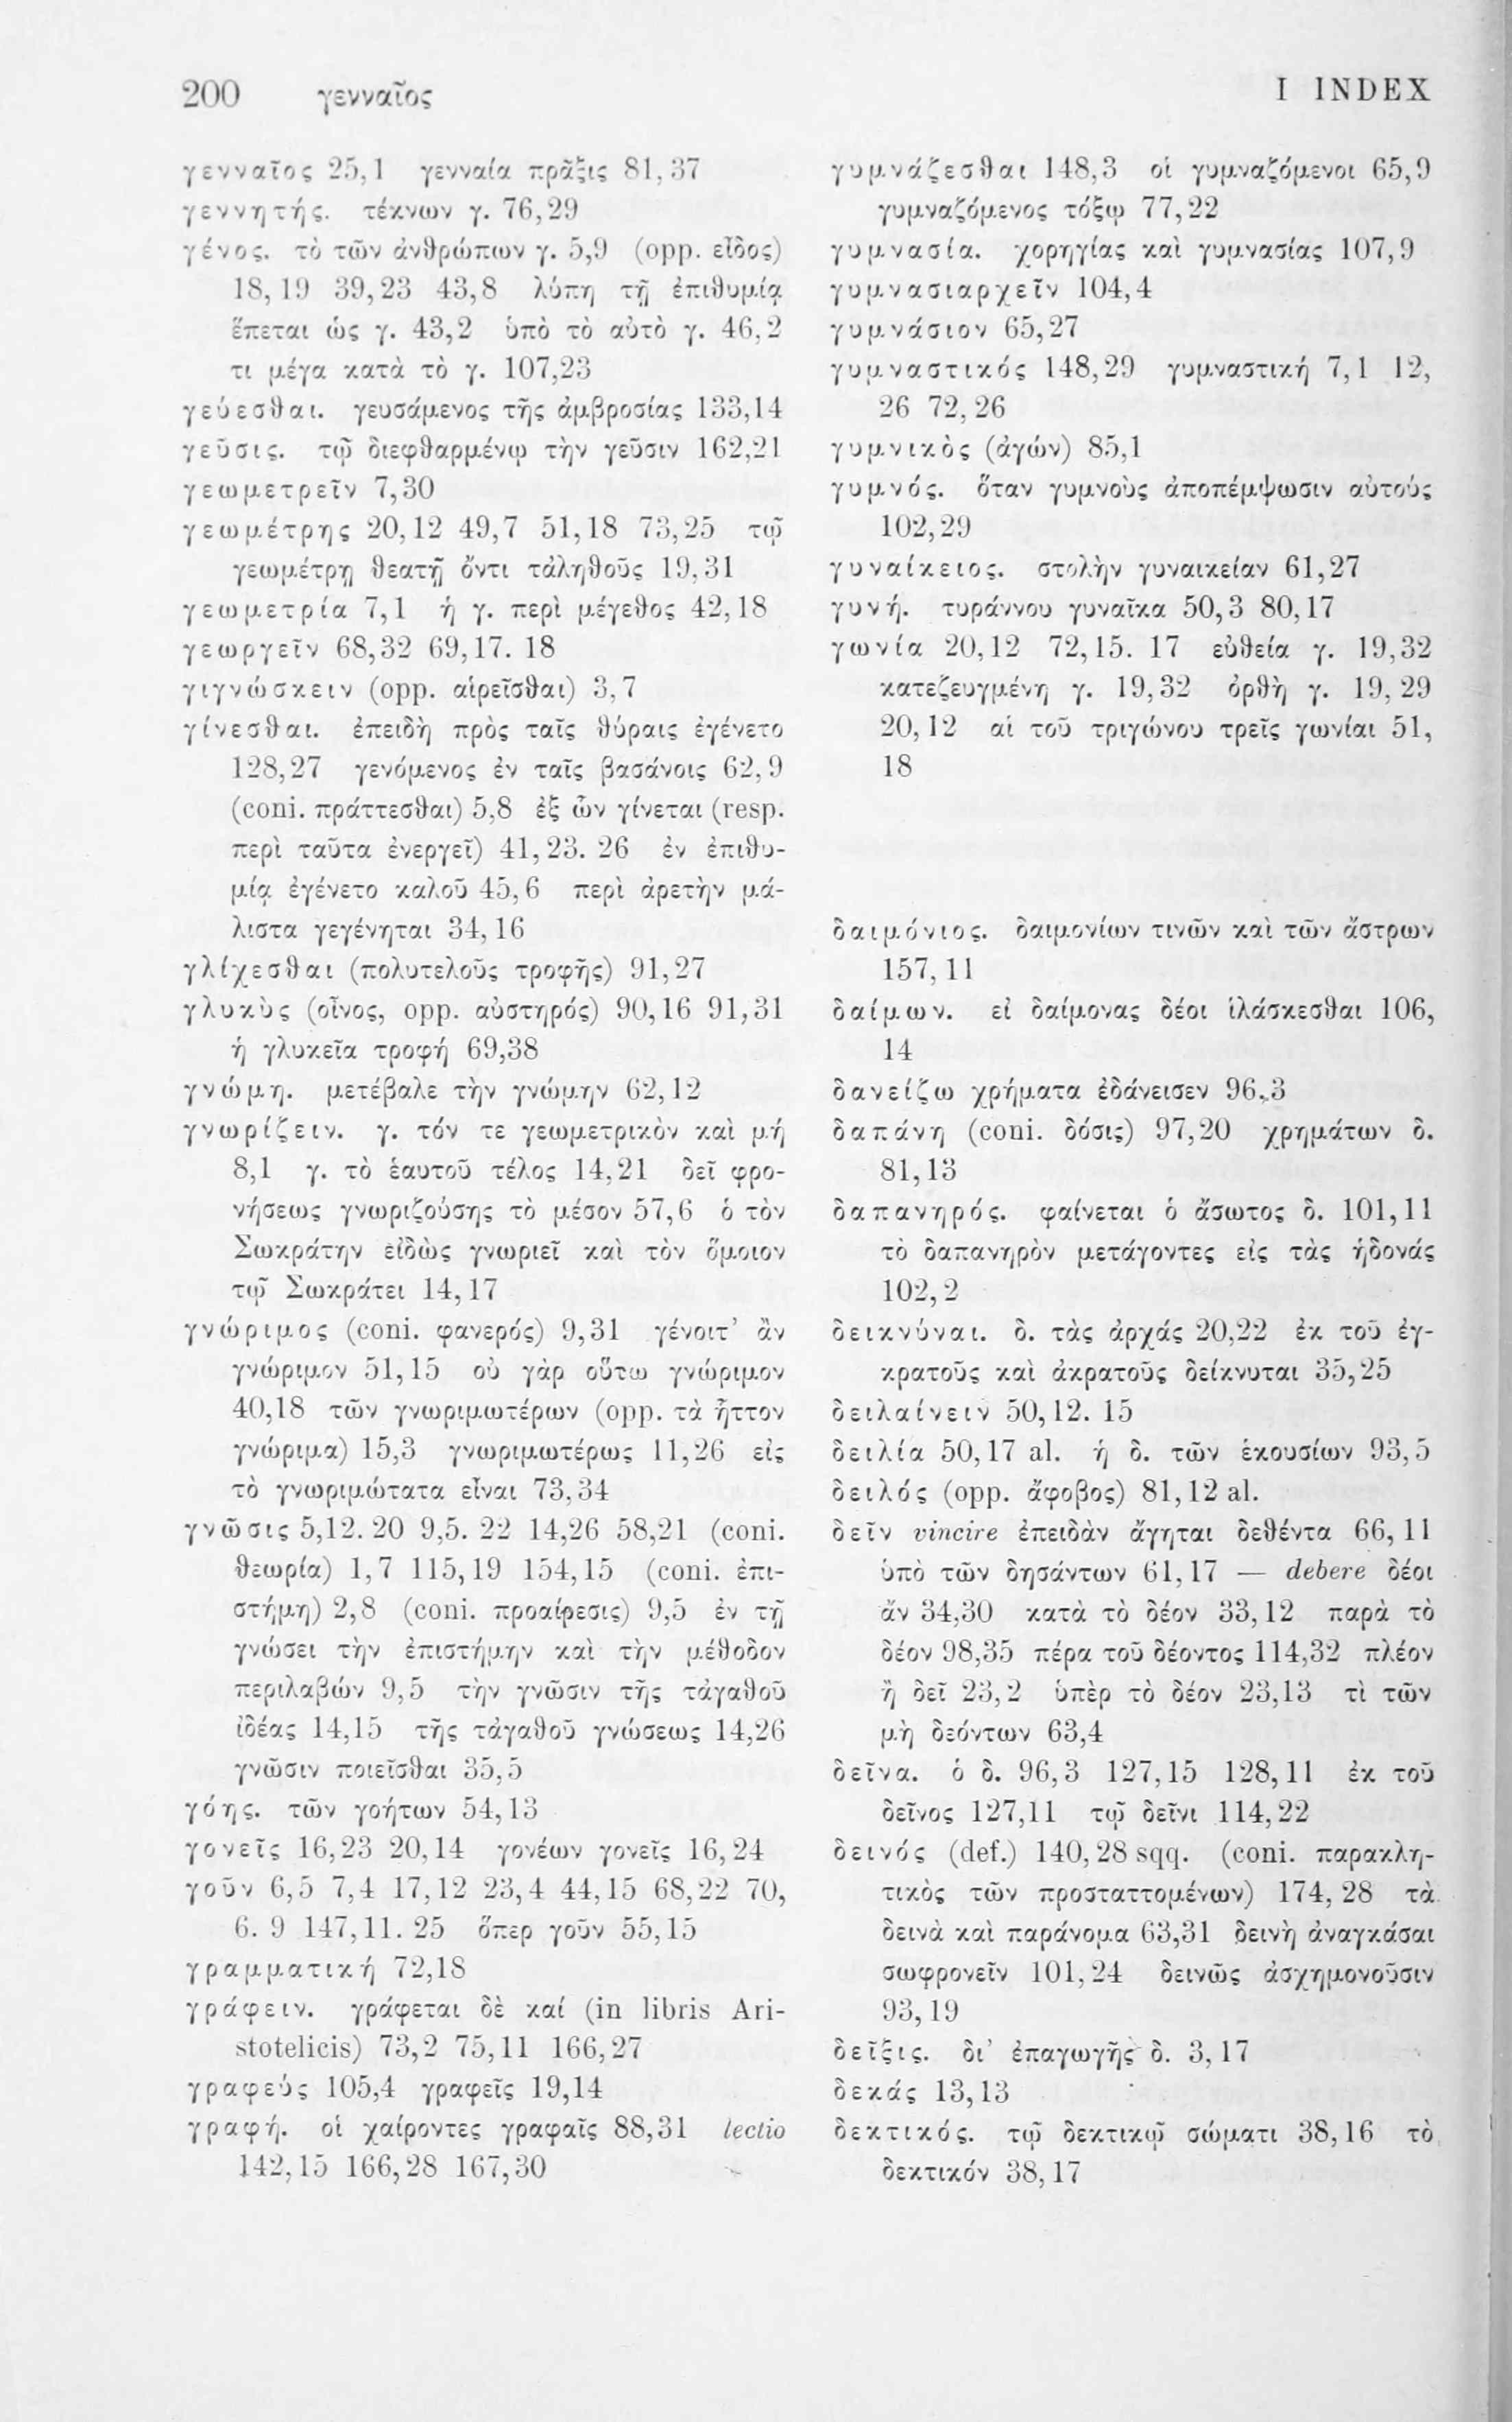 200 γενναῖος I INDEX
γενναῖος 25,1 γενναία πρᾶξις 81,37
γεννητής. τέκνων γ. 76,29
γένος. τὸ τῶν ἀνθρώπων γ. 5,9 (opp. εἶδος)
18,19 39,23 43,8 λύπη τῇ ἐπιθυμίᾳ
ἕπεται ὡς γ. 43,2 ὑπὸ τὸ αὐτὸ γ. 46,2
τι μέγα κατὰ τὸ γ. 107,23
γεύεσθαι. γευσάμενος τῆς ἀμβροσίας 133,14
γεῦσις. τῷ διεφθαρμένῳ τὴν γεῦσιν 162,21
γεωμετρεῖν 7,30
γεωμέτρης 20,12 49,7 51,18 73,25 τῷ
γεωμέτρῃ θεατῇ ὄντι τἀληθοῦς 19,31
γεωμετρία 7,1 ἡ γ. περὶ μέγεθος 42,18
γεωργεῖν 68,32 69,17. 18
γιγνώσκειν (opp. αἱρεῖσθαι) 3,7
γίνεσθαι. ἐπειδὴ πρὸς ταῖς θύραις ἐγένετο
128,27 γενόμενος ἐν ταῖς βασάνοις 62,9
(coni. πράττεσθαι) 5,8 ἐξ ὧν γίνεται (resp.
περὶ ταῦτα ἐνεργεῖ) 41,23. 26 ἐν ἐπιθυ-
μίᾳ ἐγένετο καλοῦ 45,6 περὶ ἀρετὴν μά-
λιστα γεγένηται 34,16
γλίχεσθαι (πολυτελοῦς τροφῆς) 91,27
γλυκὺς (οἶνος, opp. αὐστηρός) 90,16 91,31
ἡ γλυκεῖα τροφή 69,38
γνώμη. μετέβαλε τὴν γνώμην 62,12
γνωρίζειν. γ. τόν τε γεωμετρικὸν καὶ μή
8,1 γ. τὸ ἑαυτοῦ τέλος 14,21 δεῖ φρο-
νήσεως γνωριζούσης τὸ μέσον 57,6 ὁ τὸν
Σωκράτην εἰδὼς γνωριεῖ καὶ τὸν ὅμοιον
τῷ Σωκράτει 14,17
γνώριμος (coni. φανερός) 9,31 γένοιτ’ ἂν
γνώριμον 51,15 οὐ γὰρ οὕτω γνώριμον
40,18 τῶν γνωριμωτέρων (opp. τὰ ἧττον
γνώριμα) 15,3 γνωριμωτέρως 11,26 εἰς
τὸ γνωριμώτατα εἶναι 73,34
γνῶσις 5,12. 20 9,5. 22 14,26 58,21 (coni.
θεωρία) 1,7 115,19 154,15 (coni. ἐπι-
στήμη) 2,8 (coni. προαίρεσις) 9,5 ἐν τῇ
γνώσει τὴν ἐπιστήμην καὶ τὴν μέθοδον
περιλαβών 9,5 τὴν γνῶσιν τῆς τἀγαθοῦ
ἰδέας 14,15 τῆς τἀγαθοῦ γνώσεως 14,26
γνῶσιν ποιεῖσθαι 35,5
γόης. τῶν γοήτων 54,13
γονεῖς 16,23 20,14 γονέων γονεῖς 16,24
γοῦν 6,5 7,4 17,12 23,4 44,15 68,22 70,
6. 9 147,11. 25 ὅπερ γοῦν 55,15
γραμματική 72,18
γράφειν. γράφεται δὲ καί (in libris Ari-
stotelicis) 73,2 75,11 166,27
γραφεύς 105,4 γραφεῖς 19,14
γραφή. οἱ χαίροντες γραφαῖς 88,31 lectio
142,15 166,28 167,30
γυμνάζεσθαι 148,3 οἱ γυμναζόμενοι 65,9
γυμναζόμενος τόξῳ 77,22
γυμνασία. χορηγίας καὶ γυμνασίας 107,9
γυμνασιαρχεῖν 104,4
γυμνάσιον 65,27
γυμναστικός 148,29 γυμναστική 7,1 12,
26 72,26
γυμνικὸς (ἀγών) 85,1
γυμνός. ὅταν γυμνοὺς ἀποπέμψωσιν αὐτούς
102,29
γυναίκειος. στολὴν γυναικείαν 61,27
γυνή. τυράννου γυναῖκα 50,3 80,17
γωνία 20,12 72,15. 17 εὐθεία γ. 19,32
κατεζευγμένη γ. 19,32 ὀρθὴ γ. 19,29
20,12 αἱ τοῦ τριγώνου τρεῖς γωνίαι 51,
18
δαιμόνιος. δαιμονίων τινῶν καὶ τῶν ἄστρων
157,11
δαίμων. εἰ δαίμονας δέοι ἱλάσκεσθαι 106,
14
δανείζω χρήματα ἐδάνεισεν 96,3
δαπάνη (coni. δόσις) 97,20 χρημάτων δ.
81,13
δαπανηρός. φαίνεται ὁ ἄσωτος δ. 101,11
τὸ δαπανηρὸν μετάγοντες εἰς τὰς ἡδονάς
102,2
δεικνύναι. δ. τὰς ἀρχάς 20,22 ἐκ τοῦ ἐγ-
κρατοῦς καὶ ἀκρατοῦς δείκνυται 35,25
δειλαίνειν 50,12. 15
δειλία 50,17 al. ἡ δ. τῶν ἑκουσίων 93,5
δειλός (opp. ἄφοβος) 81,12 al.
δεῖν vincire ἐπειδὰν ἄγηται δεθέντα 66,11
ὑπὸ τῶν δησάντων 61,17 — debere δέοι
ἄν 34,30 κατὰ τὸ δέον 33,12 παρὰ τὸ
δέον 98,35 πέρα τοῦ δέοντος 114,32 πλέον
ἢ δεῖ 23,2 ὑπὲρ τὸ δέον 23,13 τὶ τῶν
μὴ δεόντων 63,4
δεῖνα. ὁ δ. 96,3 127,15 128,11 ἐκ τοῦ
δεῖνος 127,11 τῷ δεῖνι 114,22
δεινός (def.) 140,28 sqq. (coni. παρακλη-
τικὸς τῶν προσταττομένων) 174,28 τὰ
δεινὰ καὶ παράνομα 63,31 δεινὴ ἀναγκάσαι
σωφρονεῖν 101,24 δεινῶς ἀσχημονοῦσιν
93,19
δεῖξις. δι’ ἐπαγωγῆς δ. 3,17
δεκάς 13,13
δεκτικός. τῷ δεκτικῷ σώματι 38,16 τὸ
δεκτικόν 38,17